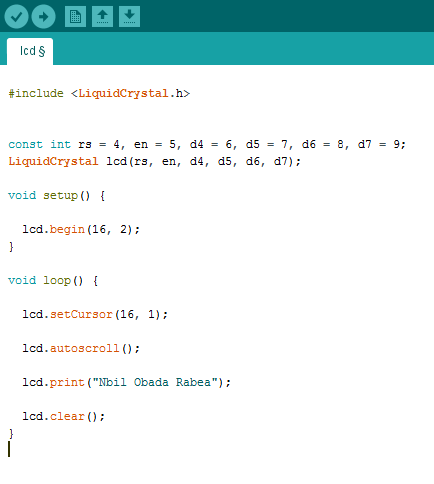 lcd §
#include <LiquidCrystal.h>
const int rs = 4, en = 5, d4 = 6, d5 = 7, d6 = 8, d7 = 9;
LiquidCrystal lcd(rs, en, d4, d5, d6, d7);
void setup() {
lcd.begin(16, 2);
}
void loop() {
lcd.setCursor(16, 1);
lcd.autoscroll();
lcd.print("Nbil Obada Rabea");
lcd.clear();
}